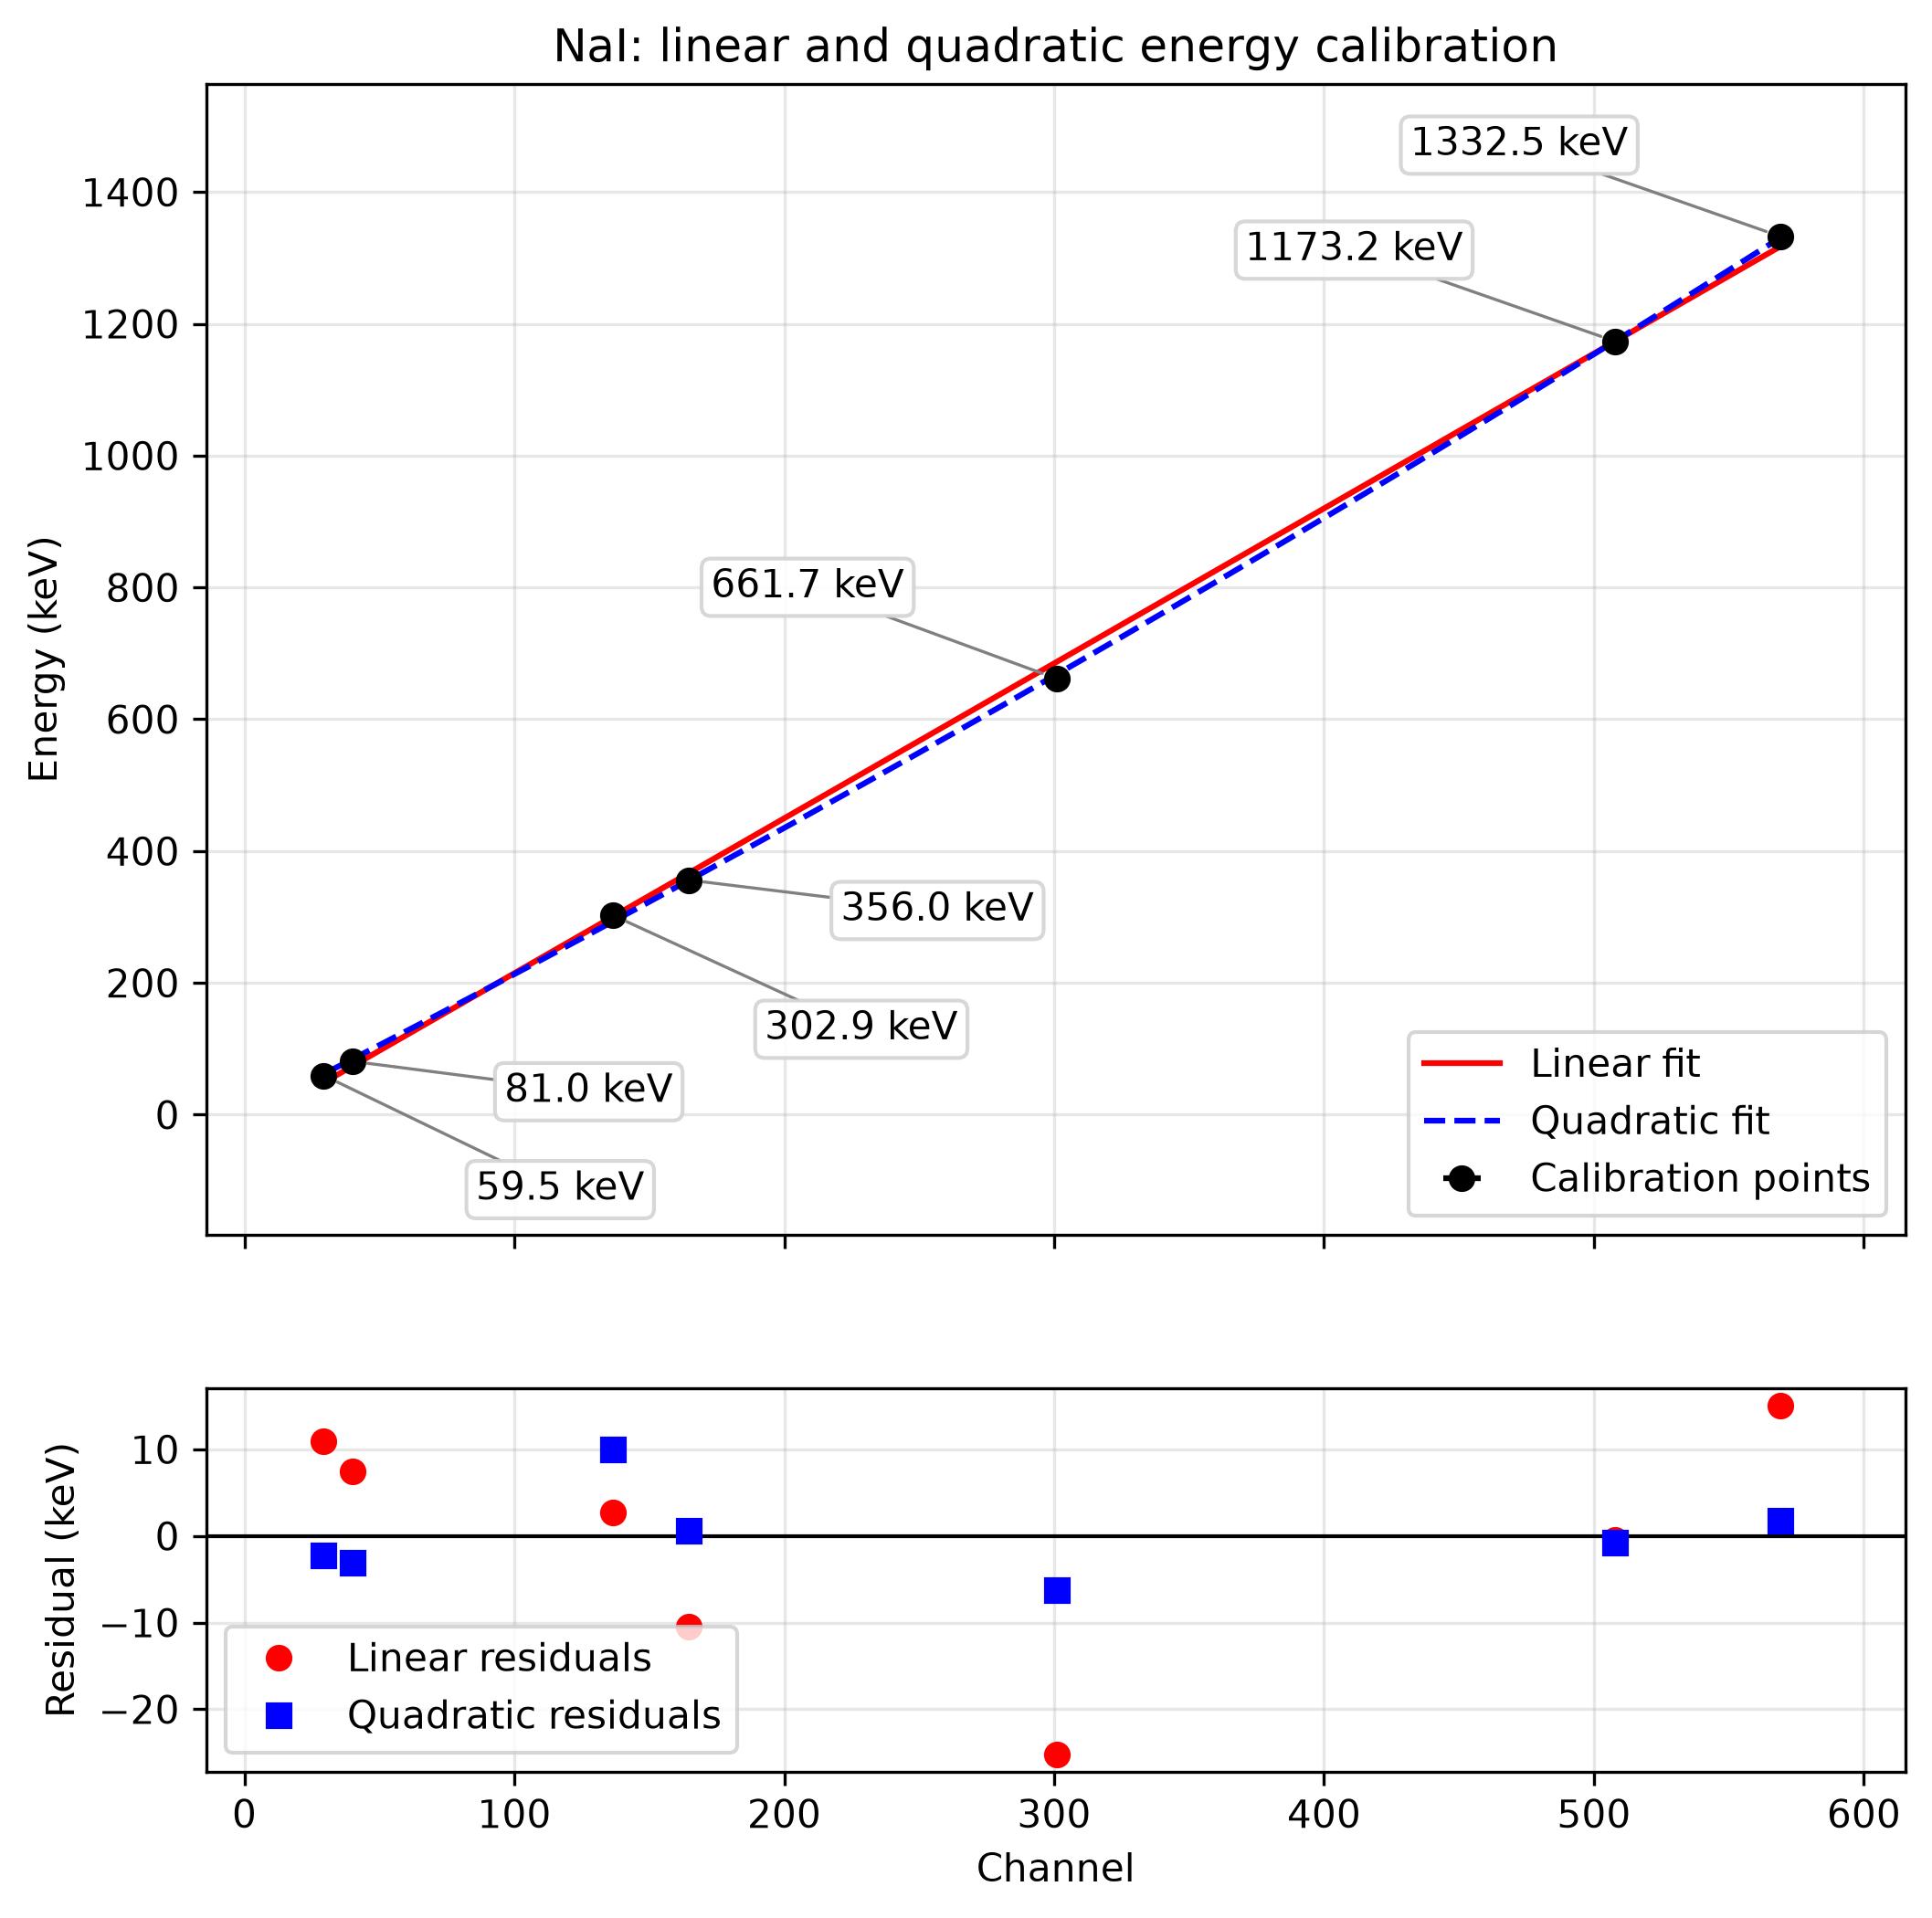 NaI: linear and quadratic energy calibration
1332.5 keV
1400
1173.2 keV
1200
1000
Energy (keV)
800
661.7 keV
600
400
356.0 keV
200
302.9 keV
81.0 keV
0
59.5 keV
Linear fit
Quadratic fit
Calibration points
10
0
−10
−20
Residual (keV)
Linear residuals
Quadratic residuals
0 100 200 300 400 500 600
Channel